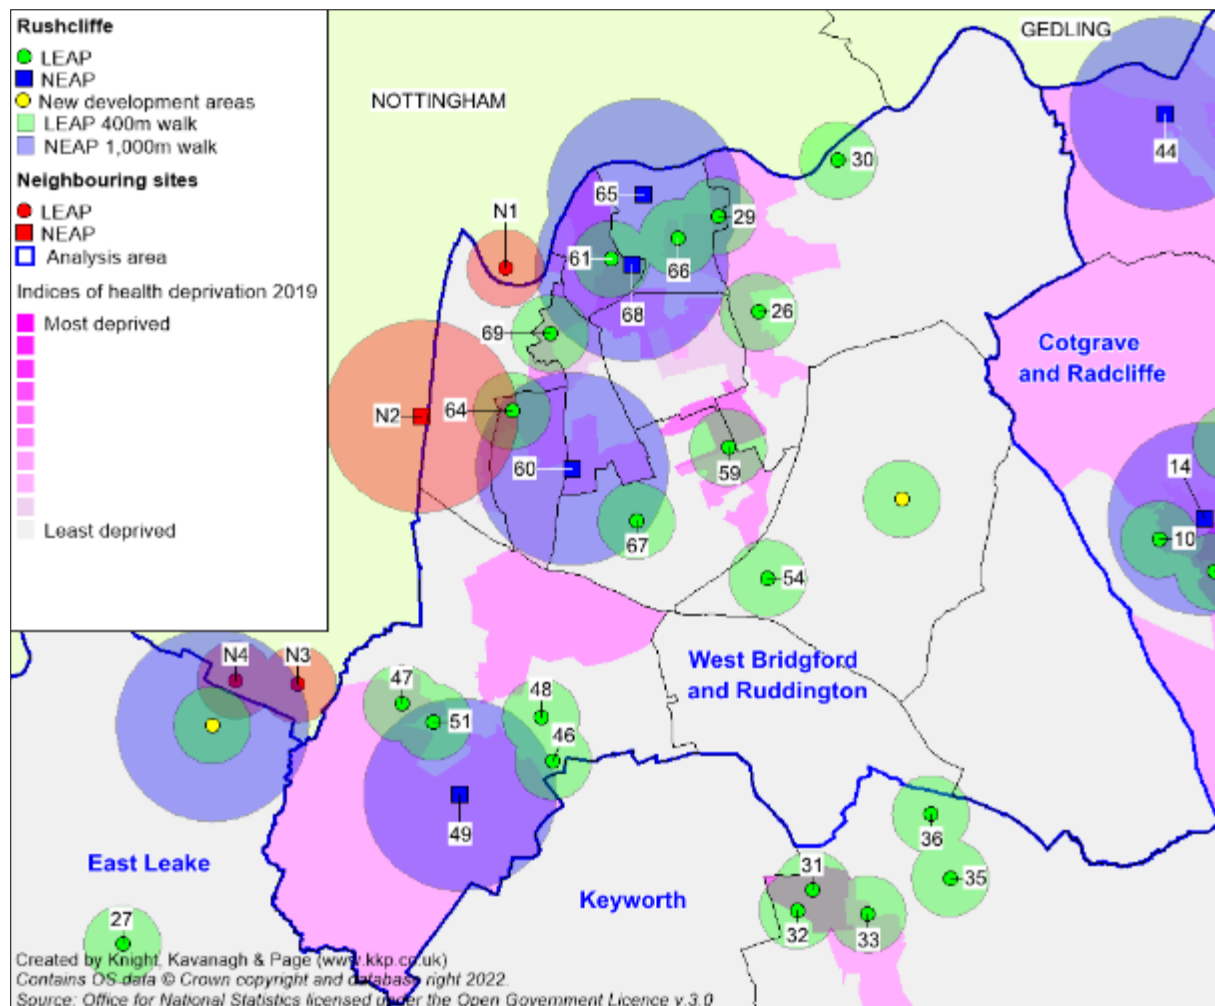 Rushcliffe
LEAP
NEAP
New development areas
LEAP 400m walk
NEAP 1,000m walk
Neighbouring sites
LEAP
NEAP
Analysis area
Indices of health deprivation 2019
Most deprived
Least deprived
GEDLING
NOTTINGHAM
44
30
65
N1
29
61
66
26
68
69
Cotgrave
and Radcliffe
N2
64
60
59
14
10
67
54
N4
N3
West Bridgford
and Ruddington
47
48
51
46
49
36
East Leake
31
35
Keyworth
27
32
33
Created by Knight, Kavanagh & Page (www.kkp.co.uk)
Contains OS data © Crown copyright and database right 2022.
Source: Office for National Statistics licensed under the Open Government Licence v.3.0